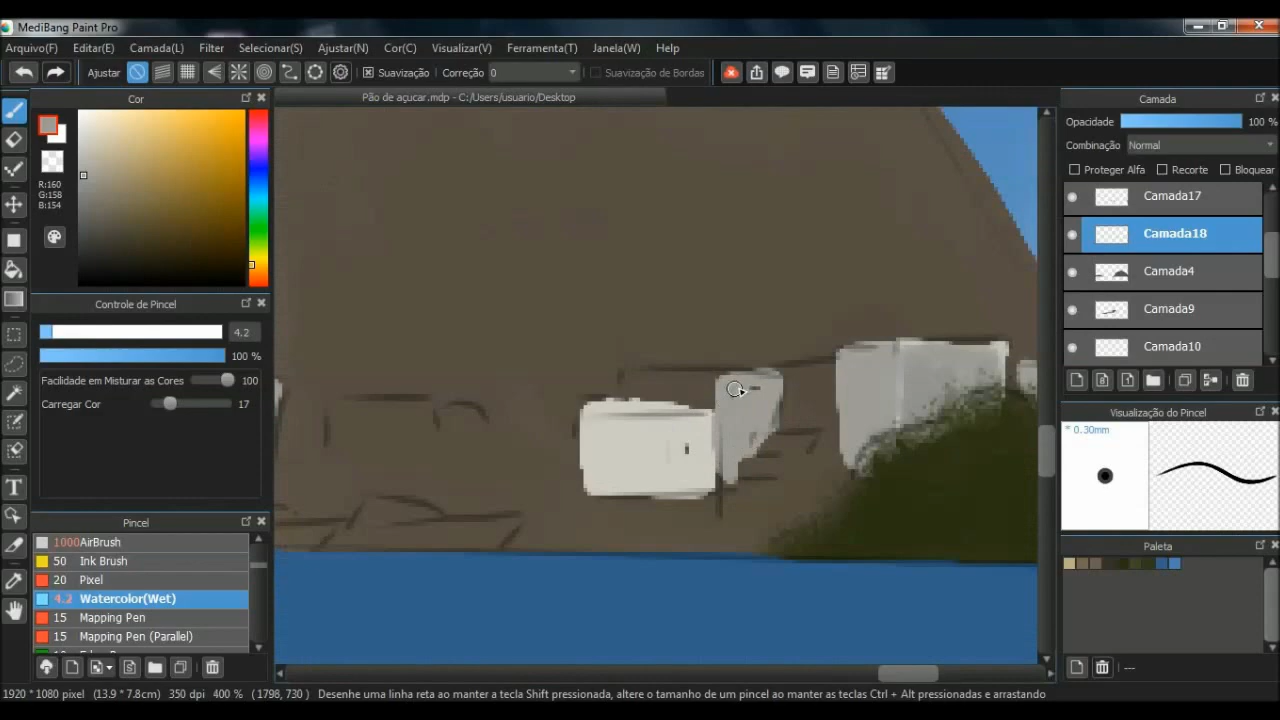 MediBang Paint Pro
Arquivo(F) Editar(E) Camada(L) Filter Selecionar(S) Ajustar(N) Cor(C) Visualizar(V) Ferramenta(T) Janela(W) Help
Ajustar Suavização Correção 0 Suavização de Bordas
Cor
Pão de açucar.mdp - C:/Users/usuario/Desktop
Camada
Opacidade 100 %
Combinação Normal
Proteger Alfa Recorte Bloquear
R:160
G:158
B:154
Camada17
Camada18
Camada4
Camada9
Camada10
Controle de Pincel
4.2
100 %
Facilidade em Misturar as Cores 100
Carregar Cor 17
Visualização do Pincel
* 0.30mm
Pincel
1000 AirBrush
50 Ink Brush
20 Pixel
4.2 Watercolor(Wet)
15 Mapping Pen
15 Mapping Pen (Parallel)
Paleta
---
1920 * 1080 pixel (13.9 * 7.8cm) 350 dpi 400 % (1798, 730 ) Desenhe uma linha reta ao manter a tecla Shift pressionada, altere o tamanho de um pincel ao manter as teclas Ctrl + Alt pressionadas e arrastando